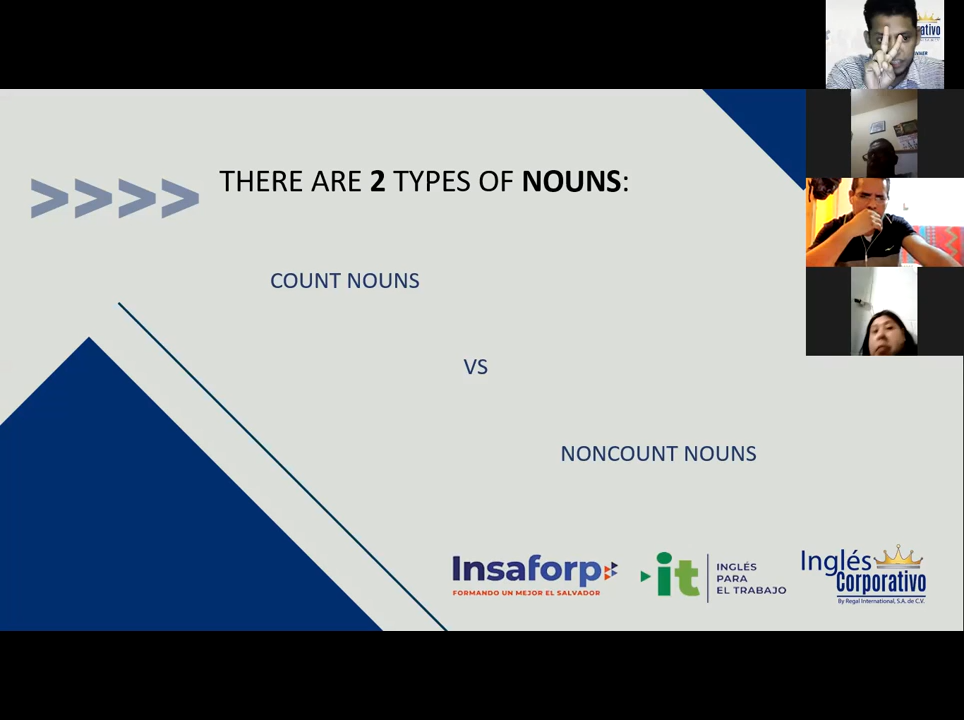 THERE ARE 2 TYPES OF NOUNS:
COUNT NOUNS
VS
NONCOUNT NOUNS
Insaforp
FORMANDO UN MEJOR EL SALVADOR
it
INGLÉS
PARA
EL TRABAJO
Inglés
Corporativo
By Regal International, S.A. de C.V.